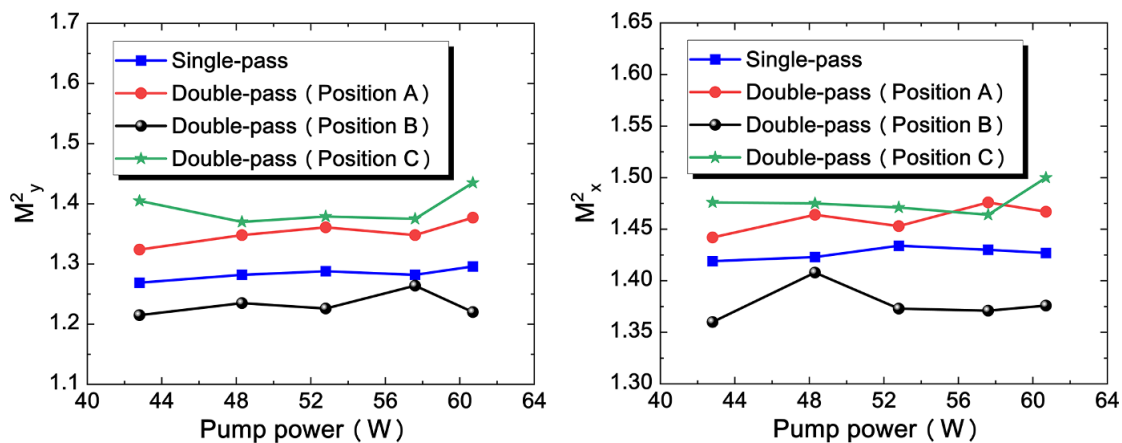 1.7
1.6
1.5
1.4
1.3
1.2
1.1
M²y
Single-pass
Double-pass (Position A)
Double-pass (Position B)
Double-pass (Position C)
40 44 48 52 56 60 64
Pump power (W)
1.65
1.60
1.55
1.50
1.45
1.40
1.35
1.30
M²x
Single-pass
Double-pass (Position A)
Double-pass (Position B)
Double-pass (Position C)
40 44 48 52 56 60 64
Pump power (W)